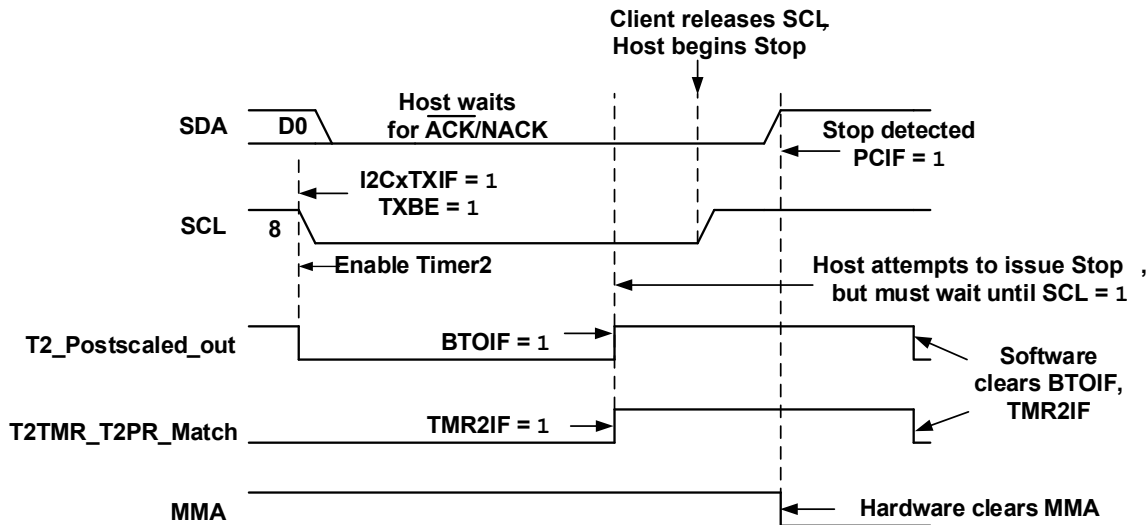 Client releases SCL,
Host begins Stop
SDA
D0
Host waits
for ACK/NACK
Stop detected
PCIF = 1
I2CxTXIF = 1
TXBE = 1
SCL
8
Enable Timer2
Host attempts to issue Stop ,
but must wait until SCL = 1
T2_Postscaled_out
BTOIF = 1
Software
clears BTOIF,
TMR2IF
T2TMR_T2PR_Match
TMR2IF = 1
MMA
Hardware clears MMA